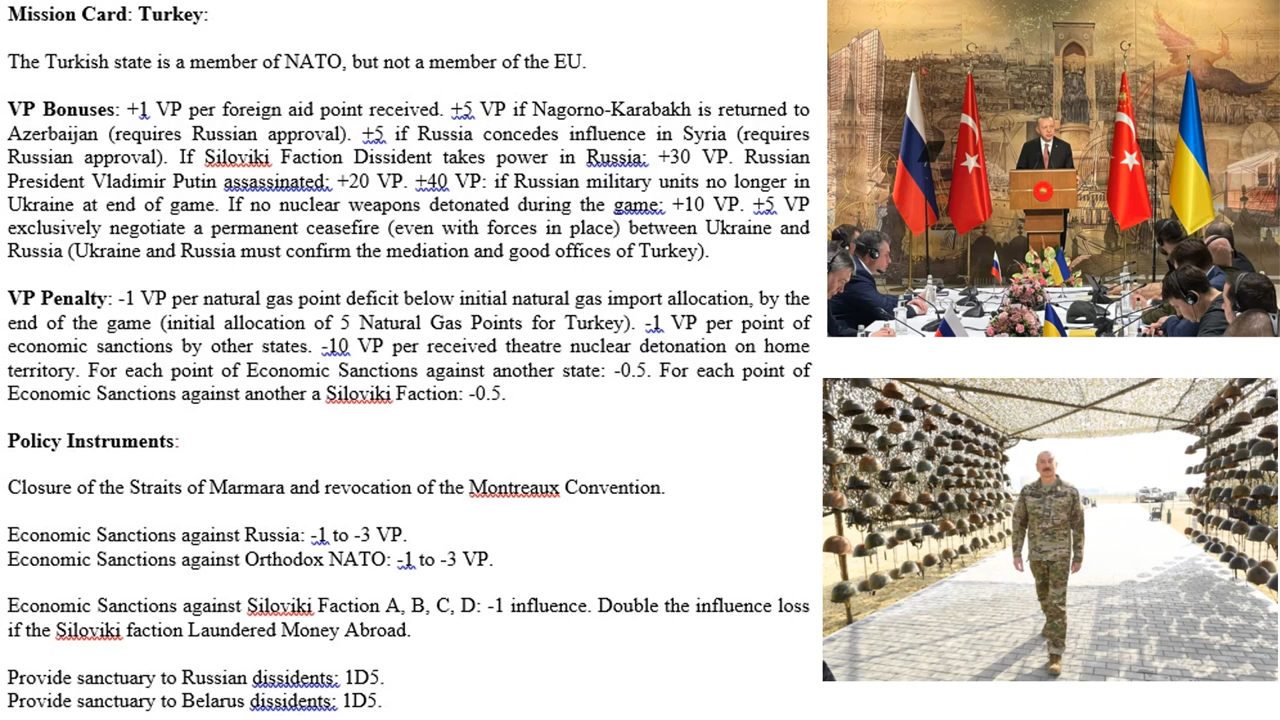 Mission Card: Turkey:
The Turkish state is a member of NATO, but not a member of the EU.
VP Bonuses: +1 VP per foreign aid point received. +5 VP if Nagorno-Karabakh is returned to
Azerbaijan (requires Russian approval). +5 if Russia concedes influence in Syria (requires
Russian approval). If Siloviki Faction Dissident takes power in Russia: +30 VP. Russian
President Vladimir Putin assassinated: +20 VP. +40 VP: if Russian military units no longer in
Ukraine at end of game. If no nuclear weapons detonated during the game: +10 VP. +5 VP
exclusively negotiate a permanent ceasefire (even with forces in place) between Ukraine and
Russia (Ukraine and Russia must confirm the mediation and good offices of Turkey).
VP Penalty: -1 VP per natural gas point deficit below initial natural gas import allocation, by the
end of the game (initial allocation of 5 Natural Gas Points for Turkey). -1 VP per point of
economic sanctions by other states. -10 VP per received theatre nuclear detonation on home
territory. For each point of Economic Sanctions against another state: -0.5. For each point of
Economic Sanctions against another a Siloviki Faction: -0.5.
Policy Instruments:
Closure of the Straits of Marmara and revocation of the Montreaux Convention.
Economic Sanctions against Russia: -1 to -3 VP.
Economic Sanctions against Orthodox NATO: -1 to -3 VP.
Economic Sanctions against Siloviki Faction A, B, C, D: -1 influence. Double the influence loss
if the Siloviki faction Laundered Money Abroad.
Provide sanctuary to Russian dissidents: 1D5.
Provide sanctuary to Belarus dissidents: 1D5.